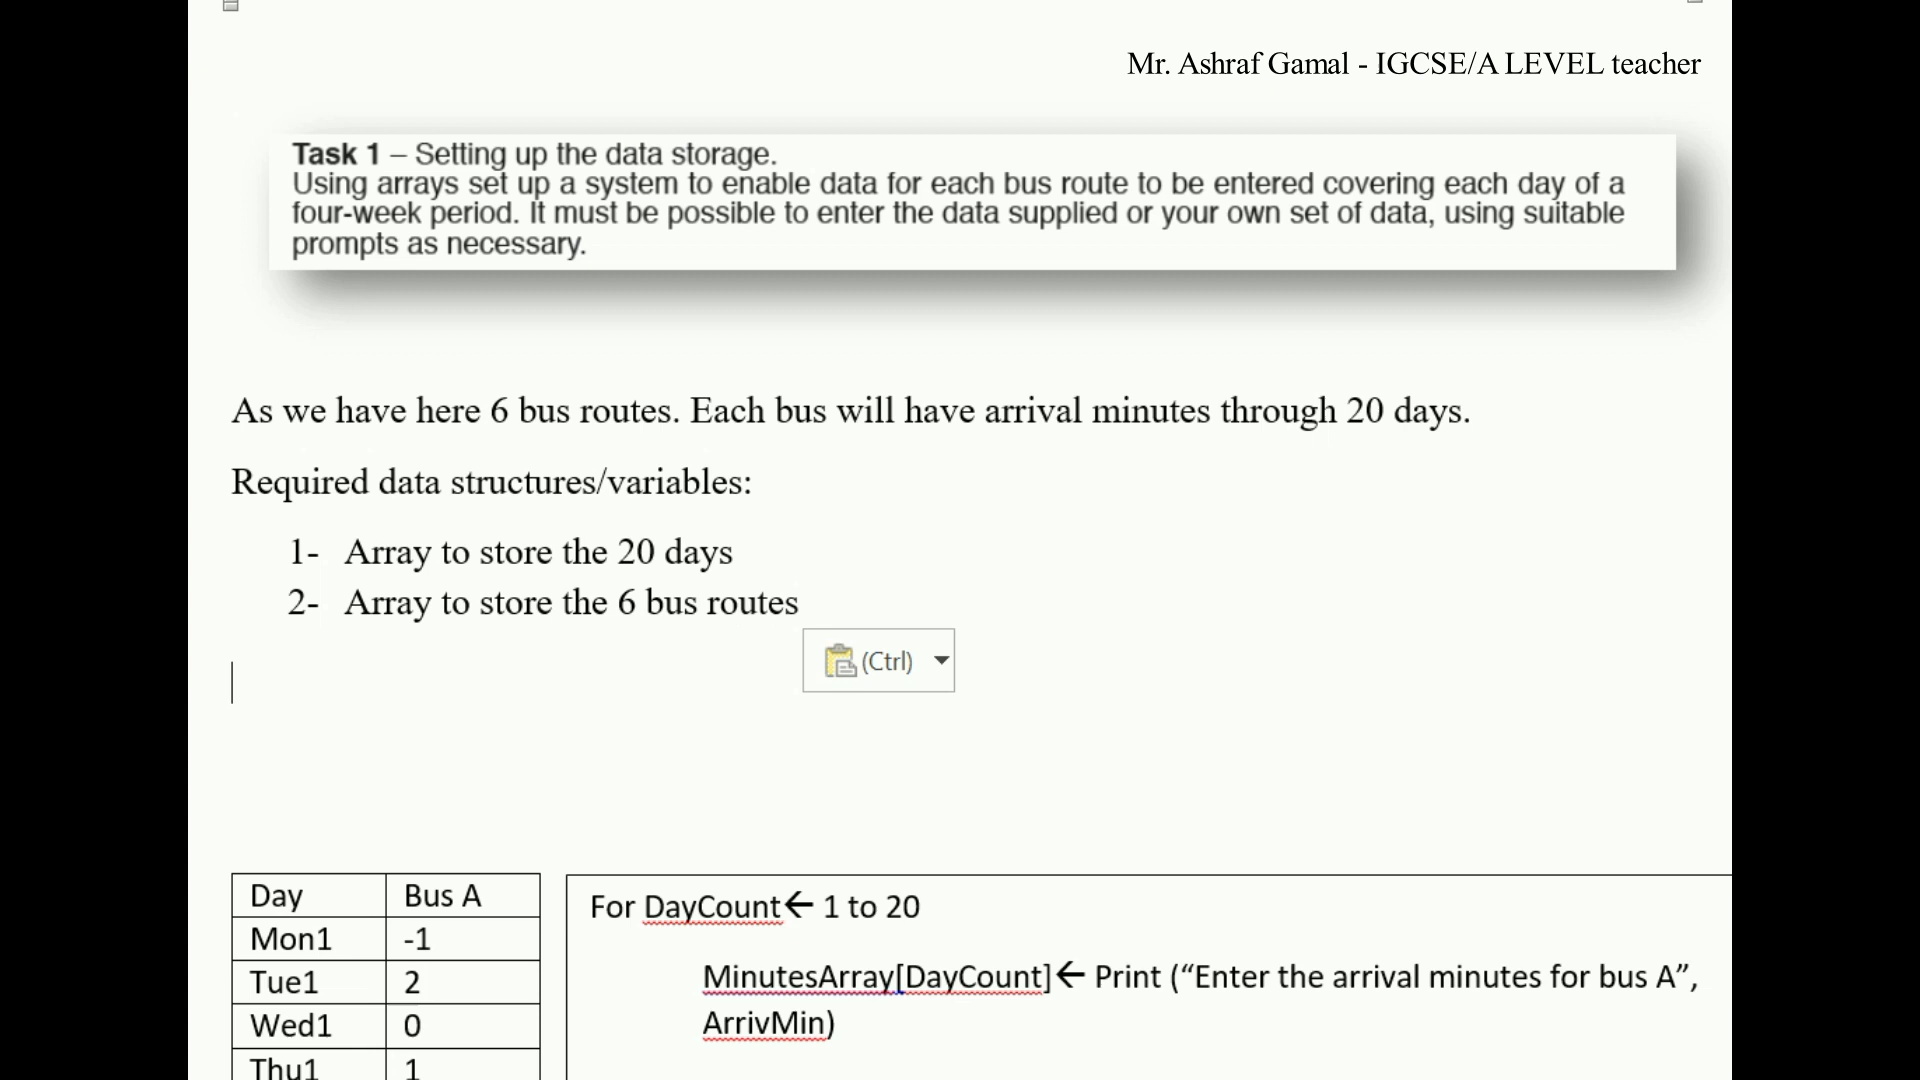 Mr. Ashraf Gamal - IGCSE/A LEVEL teacher
Task 1 – Setting up the data storage.
Using arrays set up a system to enable data for each bus route to be entered covering each day of a
four-week period. It must be possible to enter the data supplied or your own set of data, using suitable
prompts as necessary.
As we have here 6 bus routes. Each bus will have arrival minutes through 20 days.
Required data structures/variables:
1- Array to store the 20 days
2- Array to store the 6 bus routes
(Ctrl)
Day Bus A
Mon1 -1
Tue1 2
Wed1 0
Thu1 1
For DayCount← 1 to 20
MinutesArray[DayCount]← Print (“Enter the arrival minutes for bus A”,
ArrivMin)